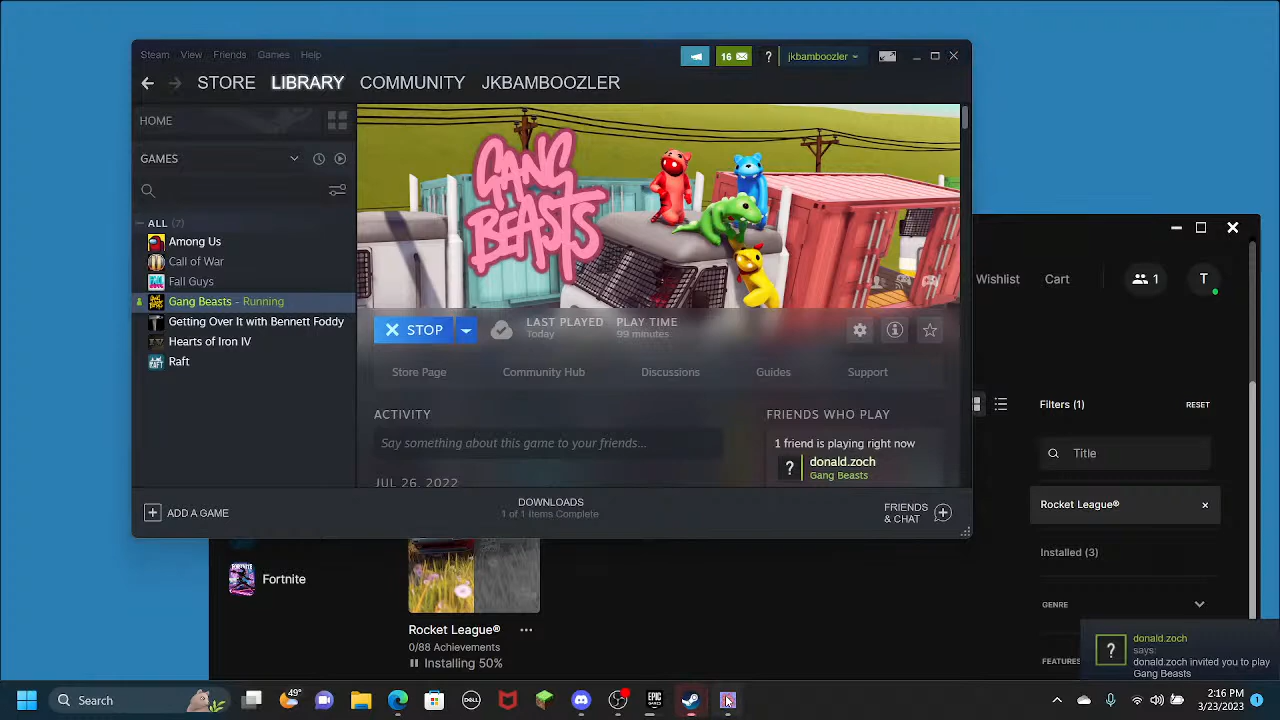 Steam View Friends Games Help
16
?
jkbamboozler
STORE LIBRARY COMMUNITY JKBAMBOOZLER
HOME
GAMES
ALL (7)
Among Us
Call of War
Fall Guys
Gang Beasts - Running
Getting Over It with Bennett Foddy
Hearts of Iron IV
Raft
GANG
BEASTS
STOP
LAST PLAYED
Today
PLAY TIME
99 minutes
Store Page Community Hub Discussions Guides Support
ACTIVITY
Say something about this game to your friends...
JUL 26, 2022
FRIENDS WHO PLAY
1 friend is playing right now
?
donald.zoch
Gang Beasts
ADD A GAME
DOWNLOADS
1 of 1 Items Complete
FRIENDS
& CHAT
Wishlist Cart 1 T
Filters (1) RESET
Title
Rocket League® ×
Installed (3)
GENRE
FEATURES
Fortnite
Rocket League® ...
0/88 Achievements
Installing 50%
?
donald.zoch
says:
donald.zoch invited you to play
Gang Beasts
Search
49°
DELL
EPIC
GAMES
2:16 PM
3/23/2023
1